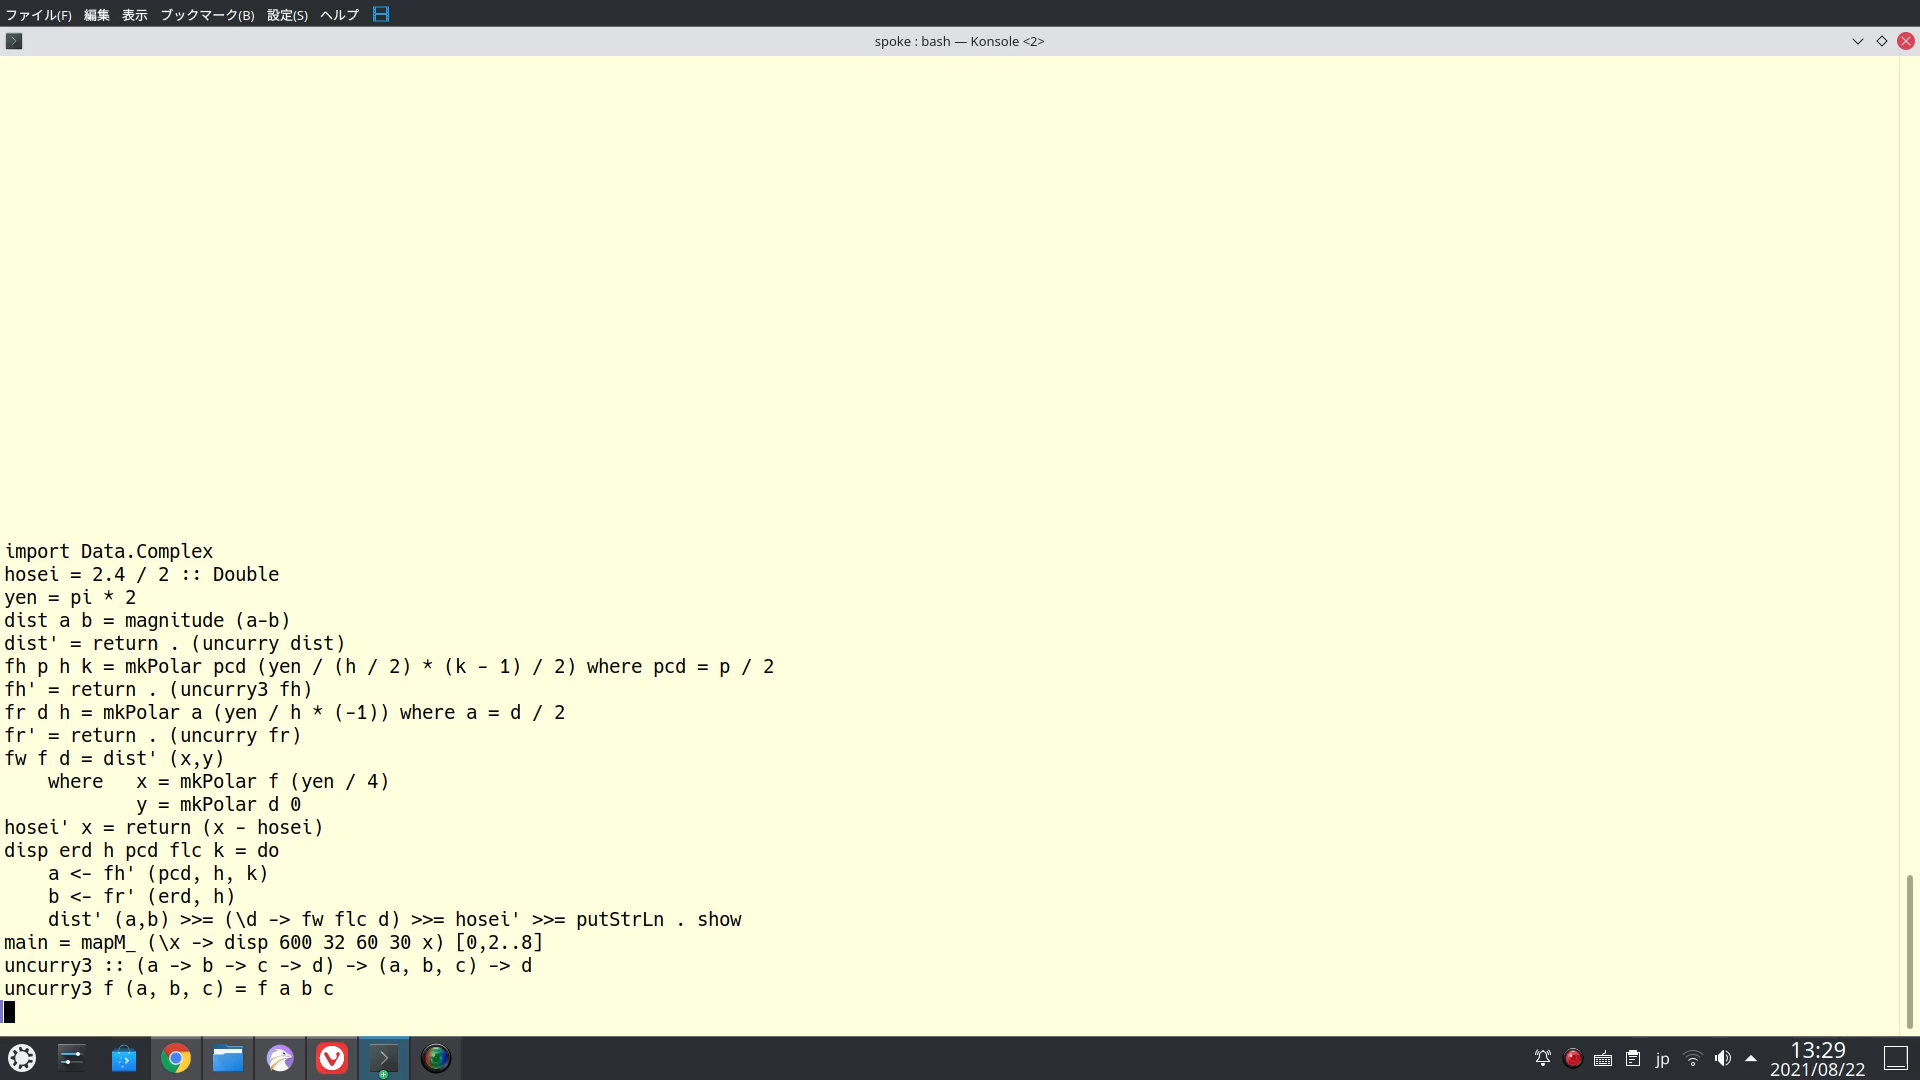 ファイル(F) 編集 表示 ブックマーク(B) 設定(S) ヘルプ
spoke : bash — Konsole <2>
import Data.Complex
hosei = 2.4 / 2 :: Double
yen = pi * 2
dist a b = magnitude (a-b)
dist' = return . (uncurry dist)
fh p h k = mkPolar pcd (yen / (h / 2) * (k - 1) / 2) where pcd = p / 2
fh' = return . (uncurry3 fh)
fr d h = mkPolar a (yen / h * (-1)) where a = d / 2
fr' = return . (uncurry fr)
fw f d = dist' (x,y)
    where   x = mkPolar f (yen / 4)
            y = mkPolar d 0
hosei' x = return (x - hosei)
disp erd h pcd flc k = do
    a <- fh' (pcd, h, k)
    b <- fr' (erd, h)
    dist' (a,b) >>= (\d -> fw flc d) >>= hosei' >>= putStrLn . show
main = mapM_ (\x -> disp 600 32 60 30 x) [0,2..8]
uncurry3 :: (a -> b -> c -> d) -> (a, b, c) -> d
uncurry3 f (a, b, c) = f a b c
jp
13:29
2021/08/22